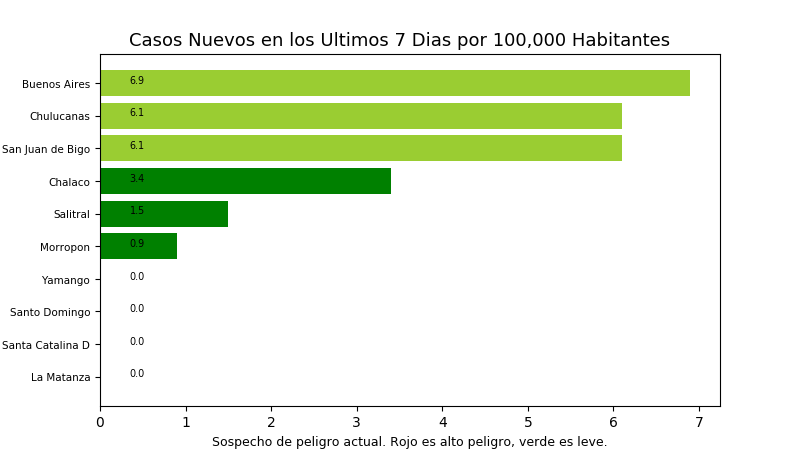 Casos Nuevos en los Ultimos 7 Dias por 100,000 Habitantes
Buenos Aires 6.9
Chulucanas 6.1
San Juan de Bigo 6.1
Chalaco 3.4
Salitral 1.5
Morropon 0.9
Yamango 0.0
Santo Domingo 0.0
Santa Catalina D 0.0
La Matanza 0.0
0 1 2 3 4 5 6 7
Sospecho de peligro actual. Rojo es alto peligro, verde es leve.